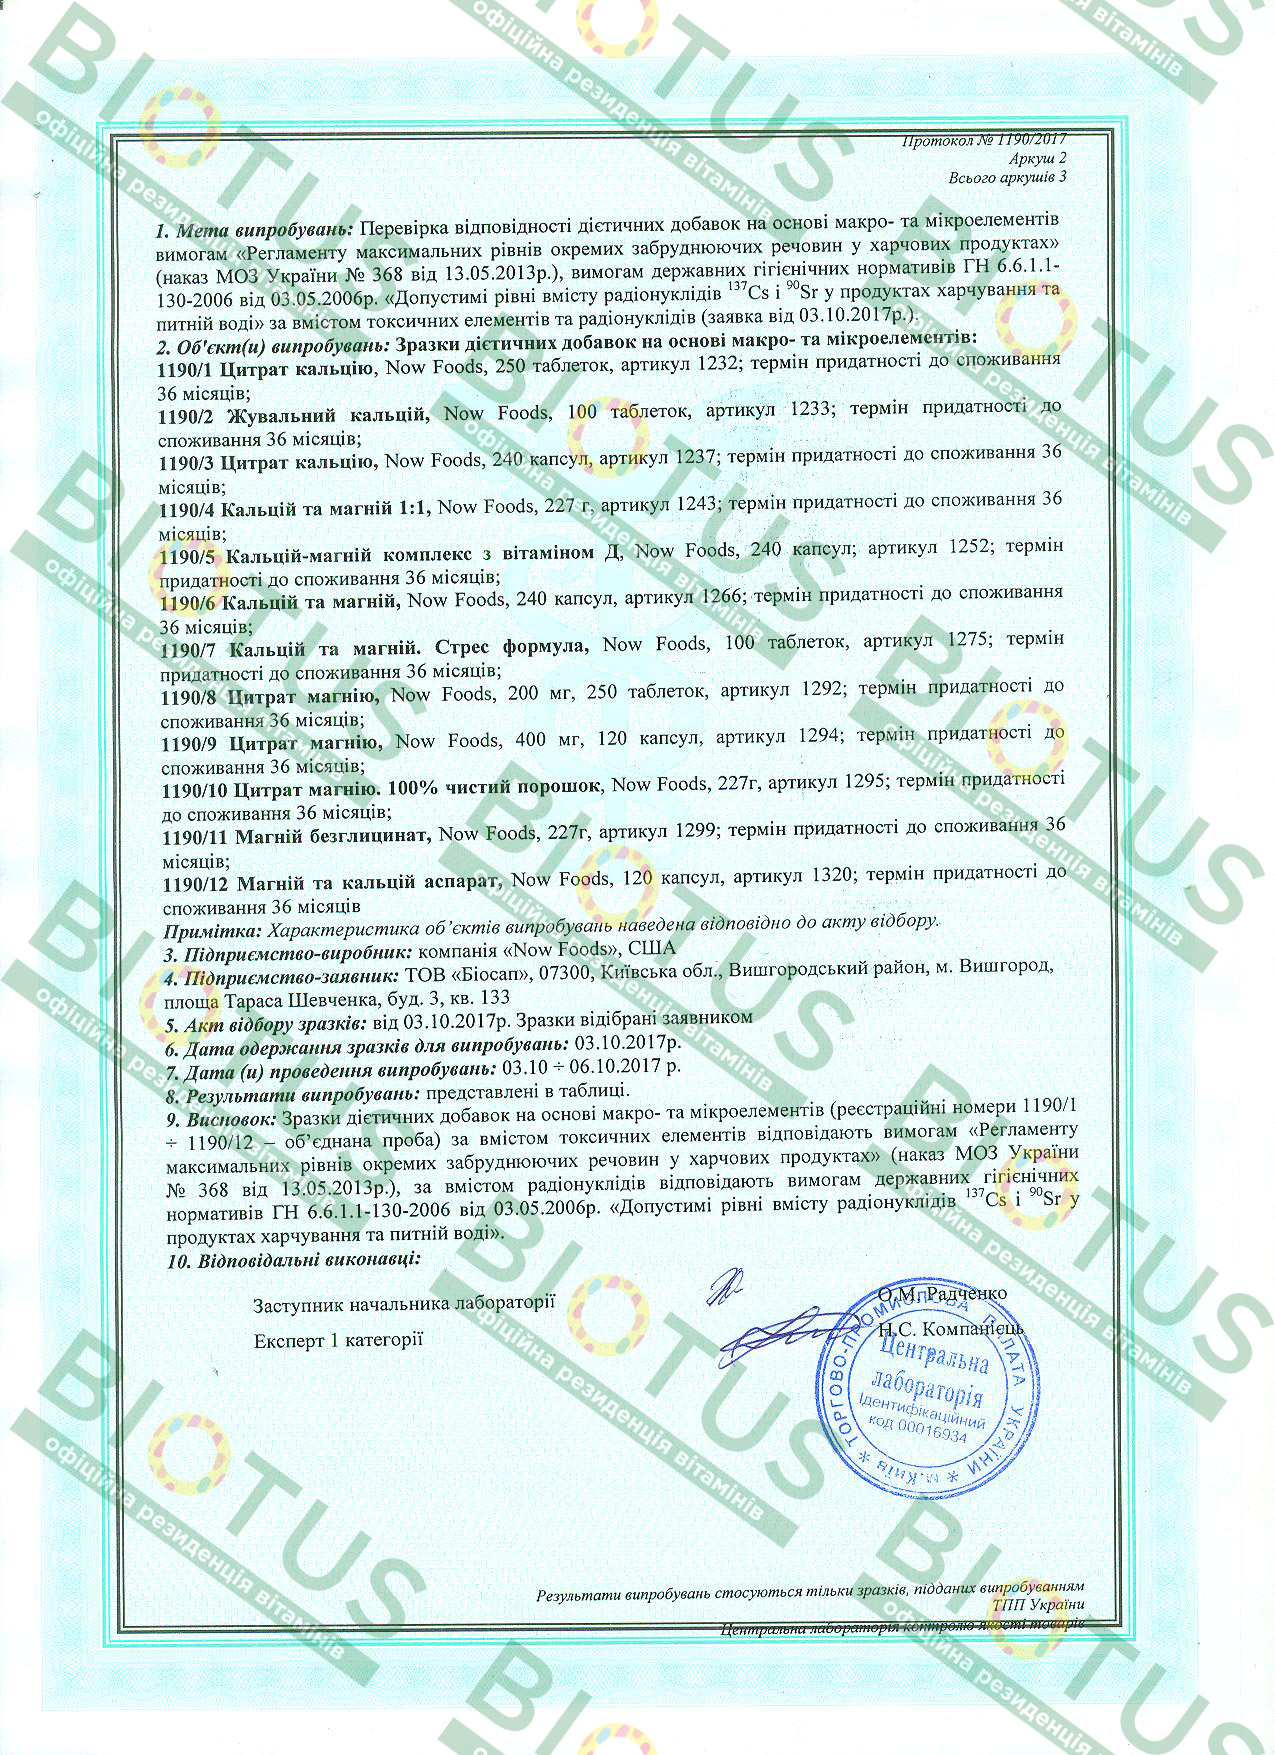 Протокол № 1190/2017
Аркуш 2
Всього аркушів 3
1. Мета випробувань: Перевірка відповідності дієтичних добавок на основі макро- та мікроелементів
вимогам «Регламенту максимальних рівнів окремих забруднюючих речовин у харчових продуктах»
(наказ МОЗ України № 368 від 13.05.2013р.), вимогам державних гігієнічних нормативів ГН 6.6.1.1-
130-2006 від 03.05.2006р. «Допустимі рівні вмісту радіонуклідів ¹³⁷Cs і ⁹⁰Sr у продуктах харчування та
питній воді» за вмістом токсичних елементів та радіонуклідів (заявка від 03.10.2017р.).
2. Об'єкт(и) випробувань: Зразки дієтичних добавок на основі макро- та мікроелементів:
1190/1 Цитрат кальцію, Now Foods, 250 таблеток, артикул 1232; термін придатності до споживання
36 місяців;
1190/2 Жувальний кальцій, Now Foods, 100 таблеток, артикул 1233; термін придатності до
споживання 36 місяців;
1190/3 Цитрат кальцію, Now Foods, 240 капсул, артикул 1237; термін придатності до споживання 36
місяців;
1190/4 Кальцій та магній 1:1, Now Foods, 227 г, артикул 1243; термін придатності до споживання 36
місяців;
1190/5 Кальцій-магній комплекс з вітаміном Д, Now Foods, 240 капсул; артикул 1252; термін
придатності до споживання 36 місяців;
1190/6 Кальцій та магній, Now Foods, 240 капсул, артикул 1266; термін придатності до споживання
36 місяців;
1190/7 Кальцій та магній. Стрес формула, Now Foods, 100 таблеток, артикул 1275; термін
придатності до споживання 36 місяців;
1190/8 Цитрат магнію, Now Foods, 200 мг, 250 таблеток, артикул 1292; термін придатності до
споживання 36 місяців;
1190/9 Цитрат магнію, Now Foods, 400 мг, 120 капсул, артикул 1294; термін придатності до
споживання 36 місяців;
1190/10 Цитрат магнію. 100% чистий порошок, Now Foods, 227г, артикул 1295; термін придатності
до споживання 36 місяців;
1190/11 Магній безглицинат, Now Foods, 227г, артикул 1299; термін придатності до споживання 36
місяців;
1190/12 Магній та кальцій аспарат, Now Foods, 120 капсул, артикул 1320; термін придатності до
споживання 36 місяців
Примітка: Характеристика об’єктів випробувань наведена відповідно до акту відбору.
3. Підприємство-виробник: компанія «Now Foods», США
4. Підприємство-заявник: ТОВ «Біосап», 07300, Київська обл., Вишгородський район, м. Вишгород,
площа Тараса Шевченка, буд. 3, кв. 133
5. Акт відбору зразків: від 03.10.2017р. Зразки відібрані заявником
6. Дата одержання зразків для випробувань: 03.10.2017р.
7. Дата (и) проведення випробувань: 03.10 ÷ 06.10.2017 р.
8. Результати випробувань: представлені в таблиці.
9. Висновок: Зразки дієтичних добавок на основі макро- та мікроелементів (реєстраційні номери 1190/1
÷ 1190/12 – об’єднана проба) за вмістом токсичних елементів відповідають вимогам «Регламенту
максимальних рівнів окремих забруднюючих речовин у харчових продуктах» (наказ МОЗ України
№ 368 від 13.05.2013р.), за вмістом радіонуклідів відповідають вимогам державних гігієнічних
нормативів ГН 6.6.1.1-130-2006 від 03.05.2006р. «Допустимі рівні вмісту радіонуклідів ¹³⁷Cs і ⁹⁰Sr у
продуктах харчування та питній воді».
10. Відповідальні виконавці:
Заступник начальника лабораторії О.М. Радченко
Експерт 1 категорії Н.С. Компанієць
ТОРГОВО-ПРОМИСЛОВА ПАЛАТА УКРАЇНИ * м.Київ *
Центральна
лабораторія
Ідентифікаційний
код 00016934
Результати випробувань стосуються тільки зразків, підданих випробуванням
ТПП України
Центральна лабораторія контролю якості товарів
BIOTUS
офіційна резиденція вітамінів